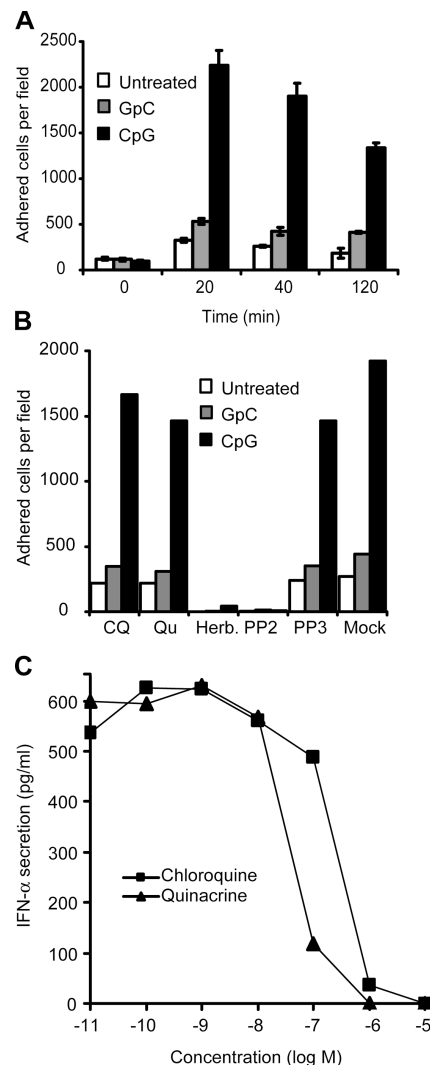 A
Adhered cells per field
2500
2000
1500
1000
500
0
Untreated
GpC
CpG
0 20 40 120
Time (min)
B
Adhered cells per field
2000
1500
1000
500
0
Untreated
GpC
CpG
CQ Qu Herb. PP2 PP3 Mock
C
IFN-α secretion (pg/ml)
600
500
400
300
200
100
0
Chloroquine
Quinacrine
-11 -10 -9 -8 -7 -6 -5
Concentration (log M)